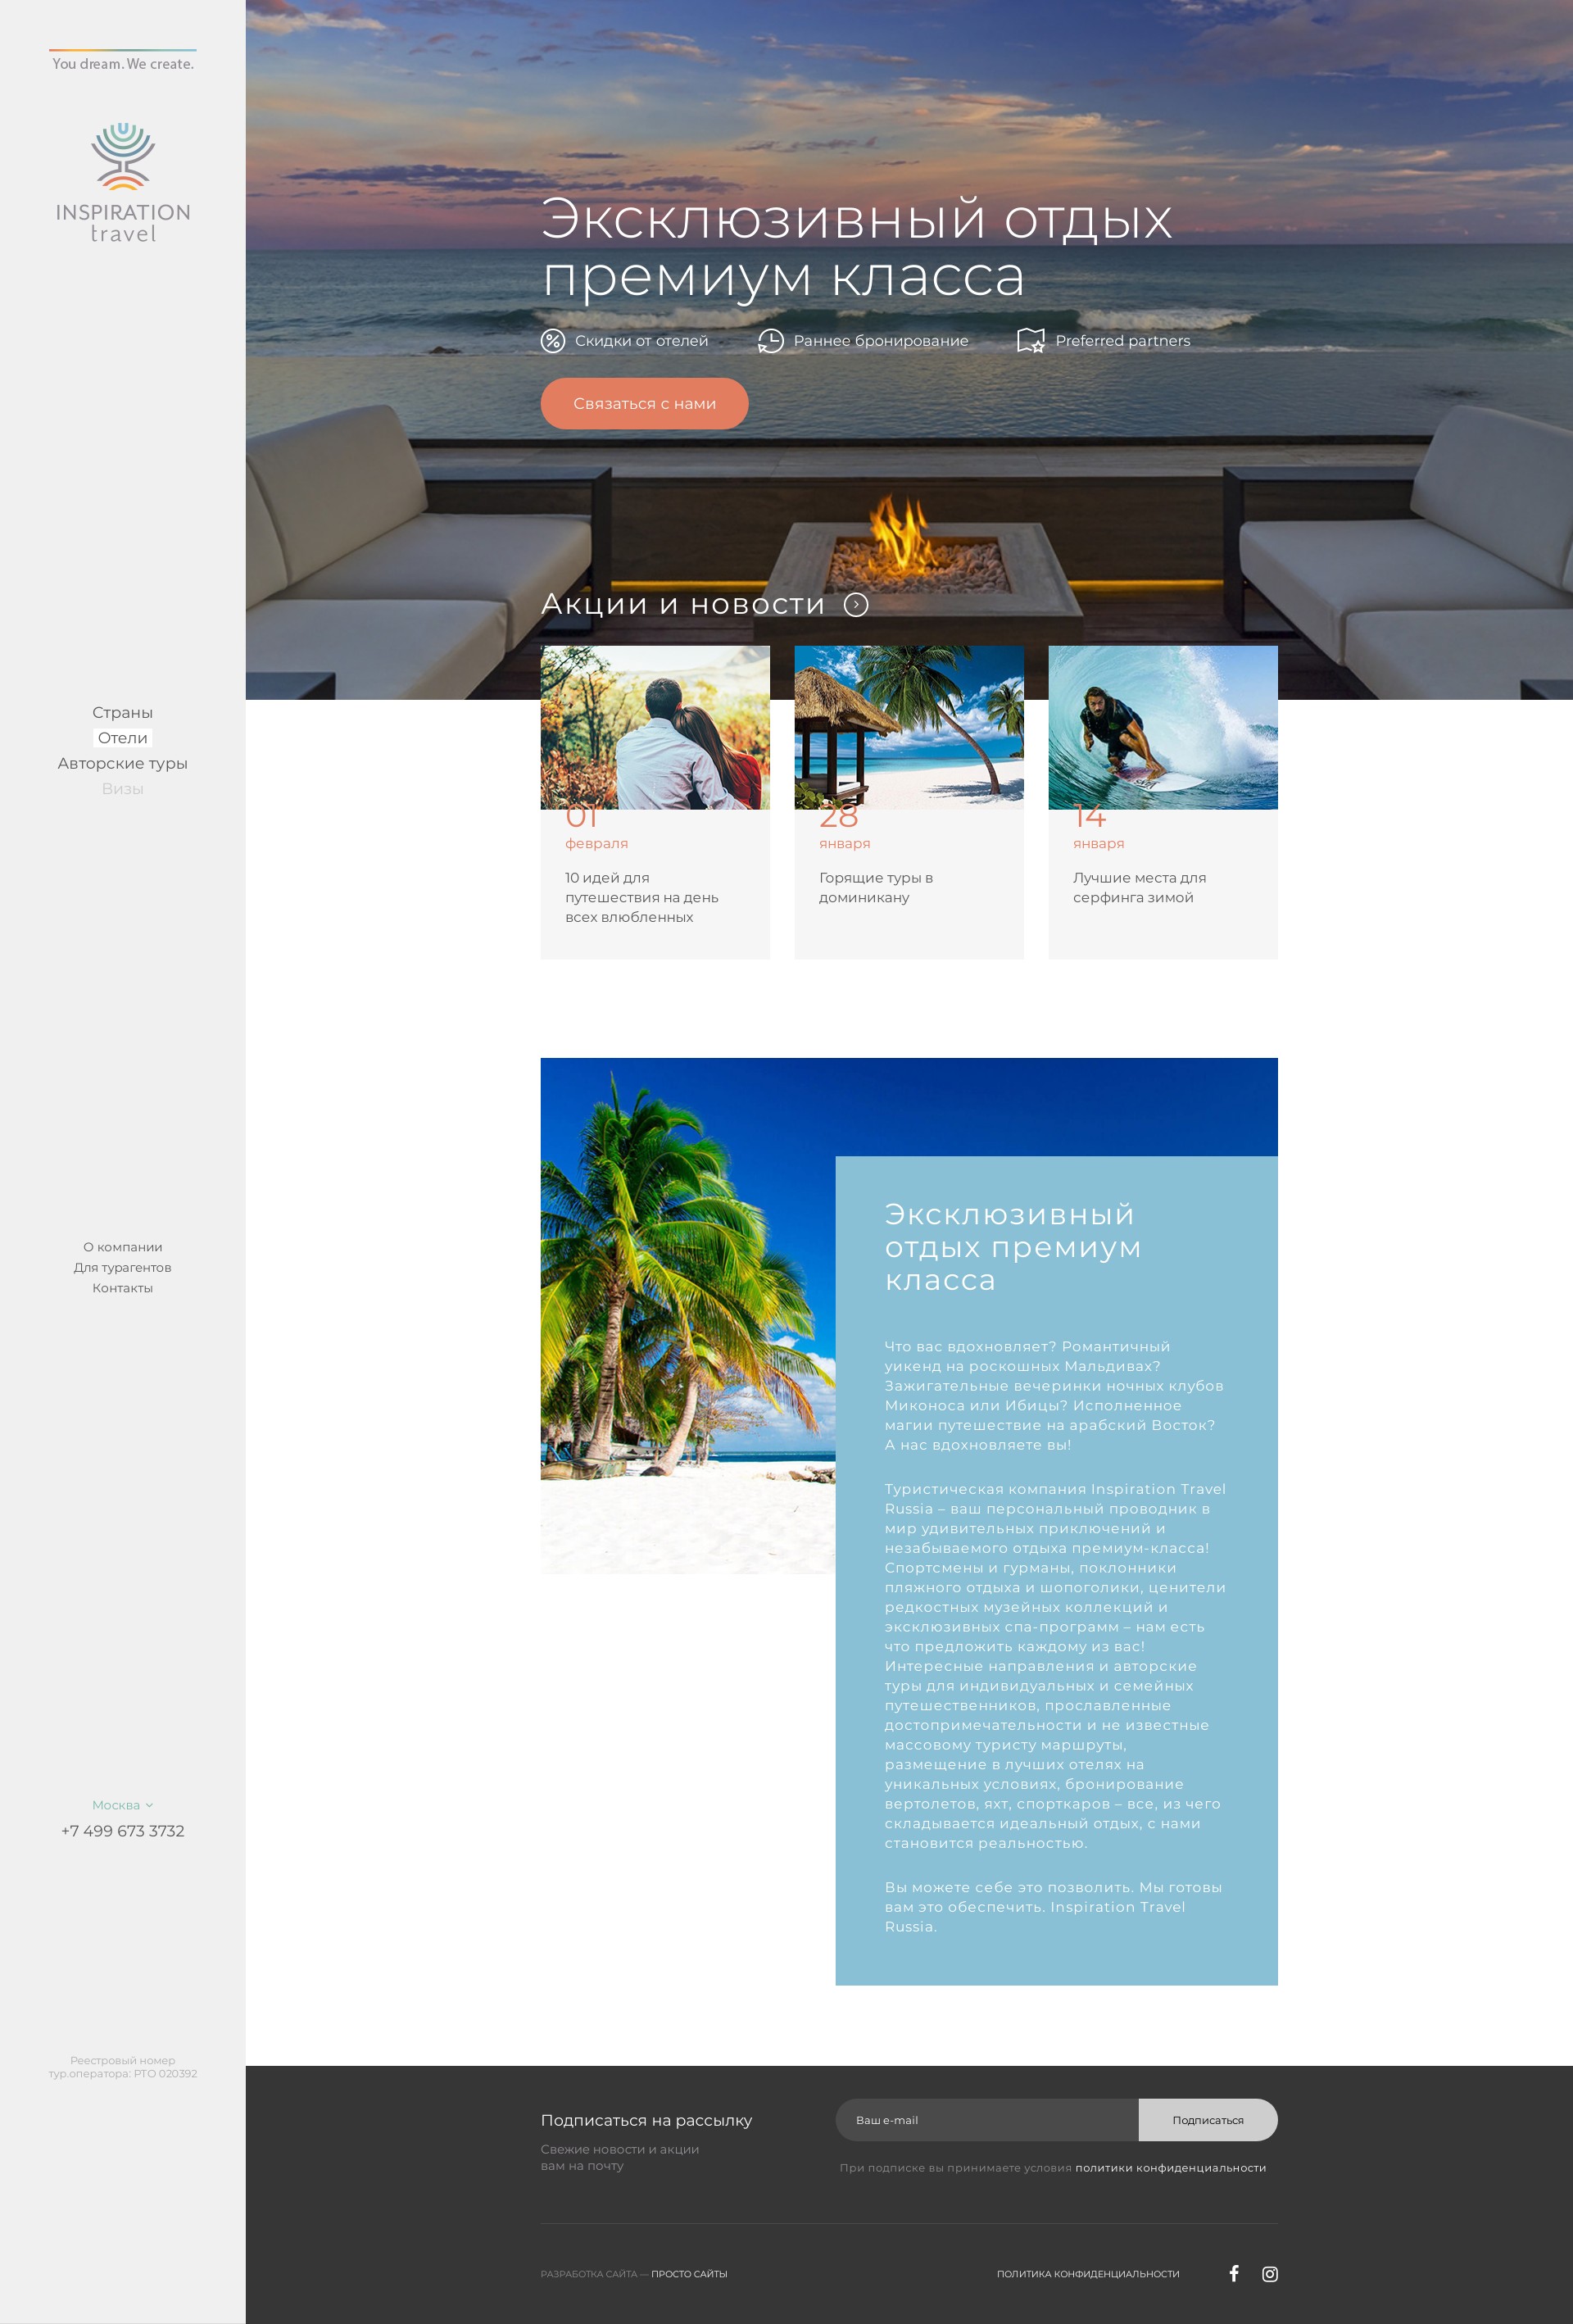 You dream. We create.
INSPIRATION
travel
Страны
Отели
Авторские туры
Визы
О компании
Для турагентов
Контакты
Москва
+7 499 673 3732
Реестровый номер
тур.оператора: РТО 020392
Эксклюзивный отдых
премиум класса
Скидки от отелей
Раннее бронирование
Preferred partners
Связаться с нами
Акции и новости
01
февраля
10 идей для
путешествия на день
всех влюбленных
28
января
Горящие туры в
доминикану
14
января
Лучшие места для
серфинга зимой
Эксклюзивный
отдых премиум
класса
Что вас вдохновляет? Романтичный
уикенд на роскошных Мальдивах?
Зажигательные вечеринки ночных клубов
Миконоса или Ибицы? Исполненное
магии путешествие на арабский Восток?
А нас вдохновляете вы!
Туристическая компания Inspiration Travel
Russia – ваш персональный проводник в
мир удивительных приключений и
незабываемого отдыха премиум-класса!
Спортсмены и гурманы, поклонники
пляжного отдыха и шопоголики, ценители
редкостных музейных коллекций и
эксклюзивных спа-программ – нам есть
что предложить каждому из вас!
Интересные направления и авторские
туры для индивидуальных и семейных
путешественников, прославленные
достопримечательности и не известные
массовому туристу маршруты,
размещение в лучших отелях на
уникальных условиях, бронирование
вертолетов, яхт, спорткаров – все, из чего
складывается идеальный отдых, с нами
становится реальностью.
Вы можете себе это позволить. Мы готовы
вам это обеспечить. Inspiration Travel
Russia.
Подписаться на рассылку
Свежие новости и акции
вам на почту
Ваш e-mail
Подписаться
При подписке вы принимаете условия политики конфиденциальности
РАЗРАБОТКА САЙТА — ПРОСТО САЙТЫ
ПОЛИТИКА КОНФИДЕНЦИАЛЬНОСТИ